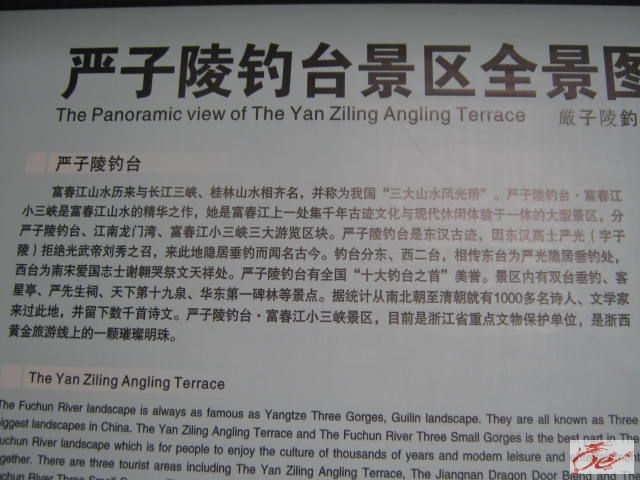 严子陵钓台景区全景图
The Panoramic view of The Yan Ziling Angling Terrace 厳子陵釣
严子陵钓台
富春江山水历来与长江三峡、桂林山水相齐名，并称为我国“三大山水风光带”。严子陵钓台·富春江
小三峡是富春江山水的精华之作，她是富春江上一处集千年古迹文化与现代休闲体验于一体的大型景区，分
严子陵钓台、江南龙门湾、富春江小三峡三大游览区块。严子陵钓台是东汉古迹，因东汉高士严光（字子
陵）拒绝光武帝刘秀之召，来此地隐居垂钓而闻名古今。钓台分东、西二台，相传东台为严光隐居垂钓处，
西台为南宋爱国志士谢翱哭祭文天祥处。严子陵钓台有全国“十大钓台之首”美誉。景区内有双台垂钓、客
星亭、严先生祠、天下第十九泉、华东第一碑林等景点。据统计从南北朝至清朝就有1000多名诗人、文学家
来过此地，并留下数千首诗文。严子陵钓台·富春江小三峡景区，目前是浙江省重点文物保护单位，是浙西
黄金旅游线上的一颗璀璨明珠。
The Yan Ziling Angling Terrace
The Fuchun River landscape is always as famous as Yangtze Three Gorges, Guilin landscape. They are all known as Three
biggest landscapes in China. The Yan Ziling Angling Terrace and The Fuchun River Three Small Gorges is the best part in The
Fuchun River landscape which is for people to enjoy the culture of thousands of years and modern leisure and
gether. There are three tourist areas including The Yan Ziling Angling Terrace, The Jiangnan Dragon Door Bieng and The
chun River Three Small